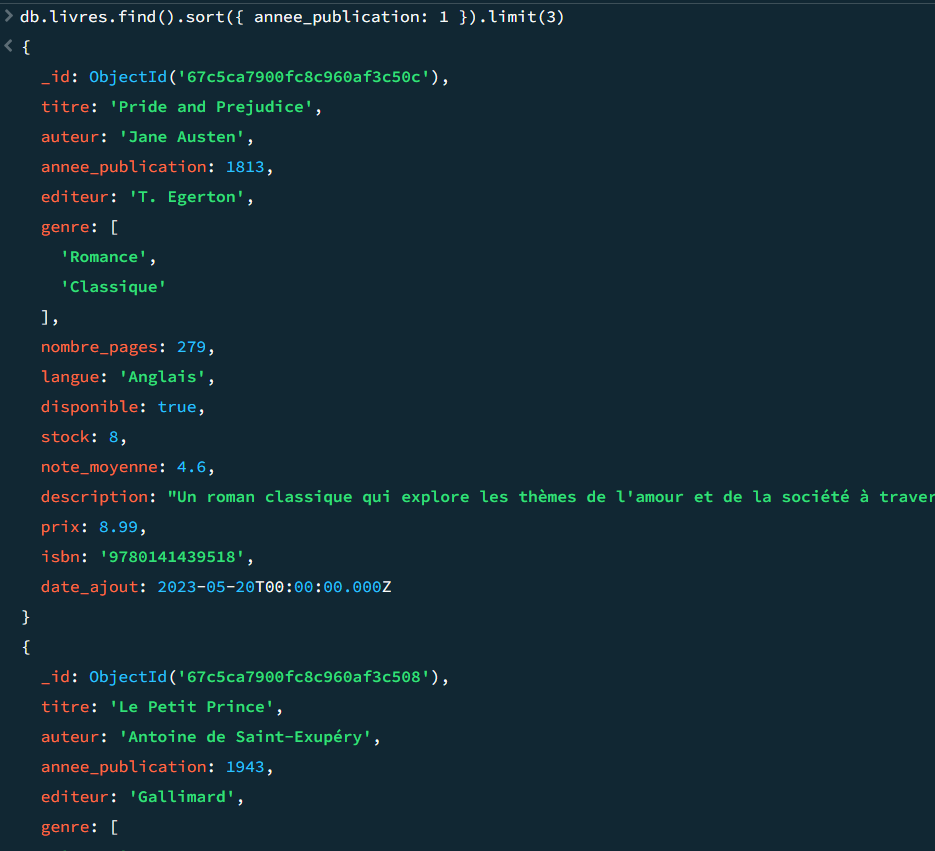 db.livres.find().sort({ annee_publication: 1 }).limit(3)
{
_id: ObjectId('67c5ca7900fc8c960af3c50c'),
titre: 'Pride and Prejudice',
auteur: 'Jane Austen',
annee_publication: 1813,
editeur: 'T. Egerton',
genre: [
'Romance',
'Classique'
],
nombre_pages: 279,
langue: 'Anglais',
disponible: true,
stock: 8,
note_moyenne: 4.6,
description: "Un roman classique qui explore les thèmes de l'amour et de la société à traver
prix: 8.99,
isbn: '9780141439518',
date_ajout: 2023-05-20T00:00:00.000Z
}
{
_id: ObjectId('67c5ca7900fc8c960af3c508'),
titre: 'Le Petit Prince',
auteur: 'Antoine de Saint-Exupéry',
annee_publication: 1943,
editeur: 'Gallimard',
genre: [